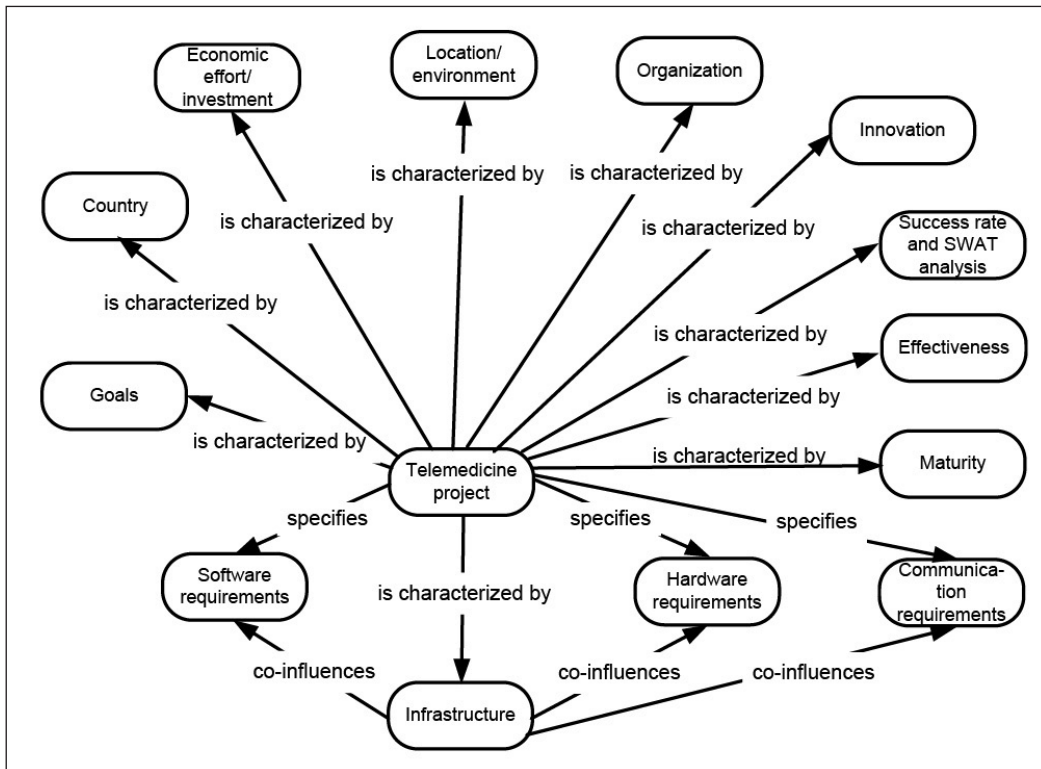 Economic
effort/
investment
Location/
environment
Organization
Innovation
is characterized by
is characterized by
Country
is characterized by
is characterized by
Success rate
and SWAT
analysis
is characterized by
is characterized by
Effectiveness
Goals
is characterized by
is characterized by
is characterized by
Telemedicine
project
Maturity
specifies
specifies
specifies
Software
requirements
is characterized by
Hardware
requirements
Communica-
tion
requirements
co-influences
co-influences
co-influences
Infrastructure